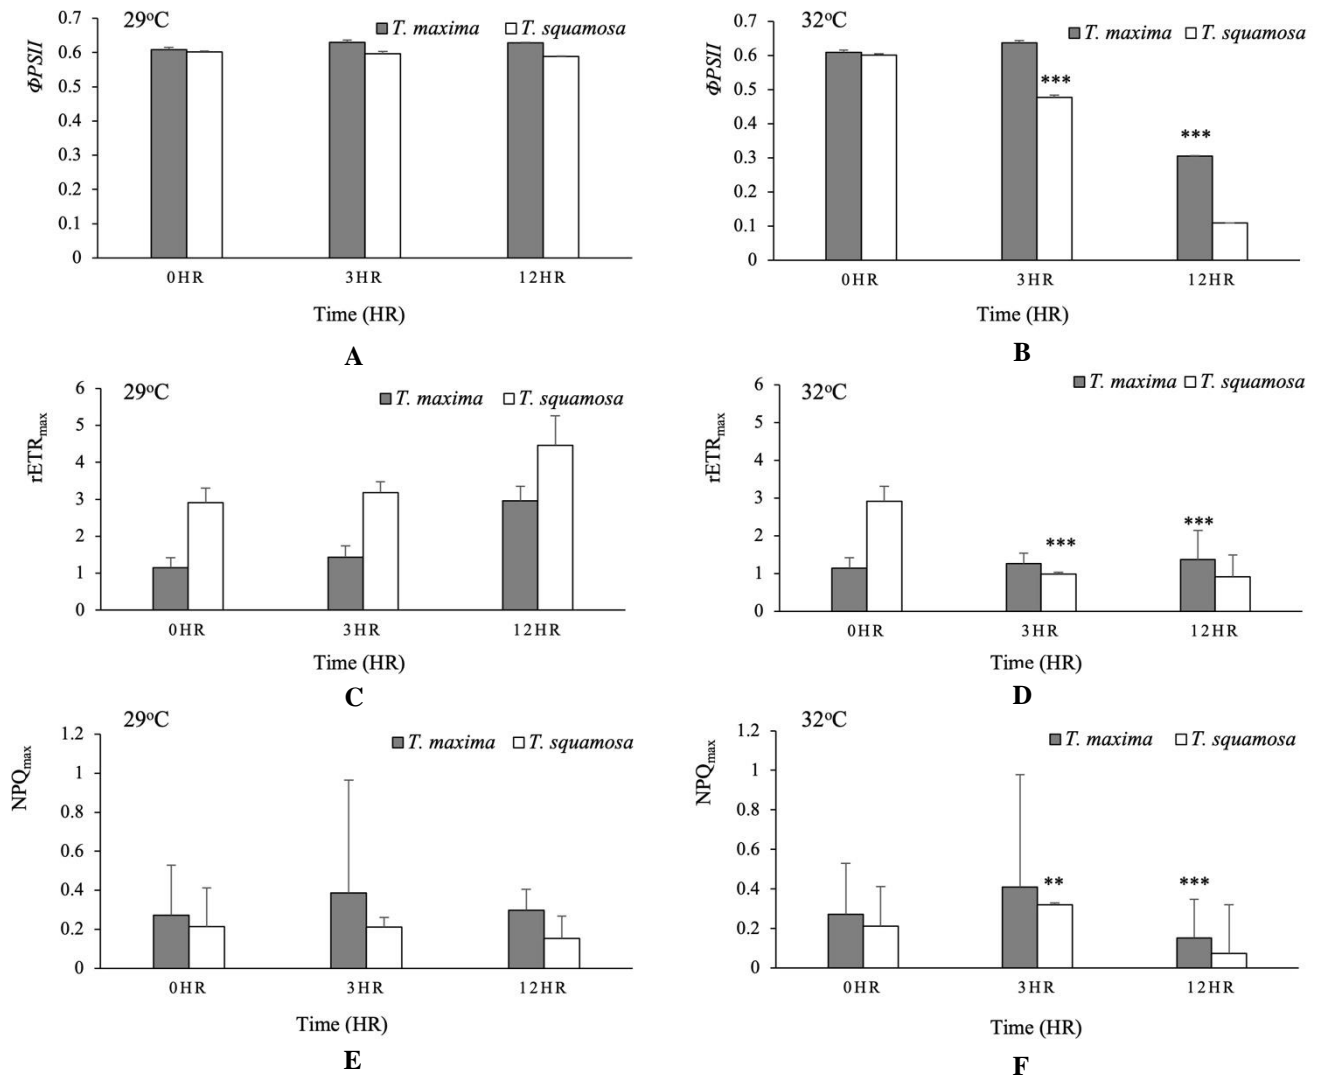 29°C
T. maxima T. squamosa
ΦPSII
0.7
0.6
0.5
0.4
0.3
0.2
0.1
0
0HR 3HR 12HR
Time (HR)
A
32°C
T. maxima T. squamosa
ΦPSII
0.7
0.6
0.5
0.4
0.3
0.2
0.1
0
***
***
0HR 3HR 12HR
Time (HR)
B
29°C
T. maxima T. squamosa
rETRmax
6
5
4
3
2
1
0
0HR 3HR 12HR
Time (HR)
C
32°C
T. maxima T. squamosa
rETRmax
6
5
4
3
2
1
0
***
***
0HR 3HR 12HR
Time (HR)
D
29°C
T. maxima T. squamosa
NPQmax
1.2
1
0.8
0.6
0.4
0.2
0
0HR 3HR 12HR
Time (HR)
E
32°C
T. maxima T. squamosa
NPQmax
1.2
1
0.8
0.6
0.4
0.2
0
** ***
0HR 3HR 12HR
Time (HR)
F